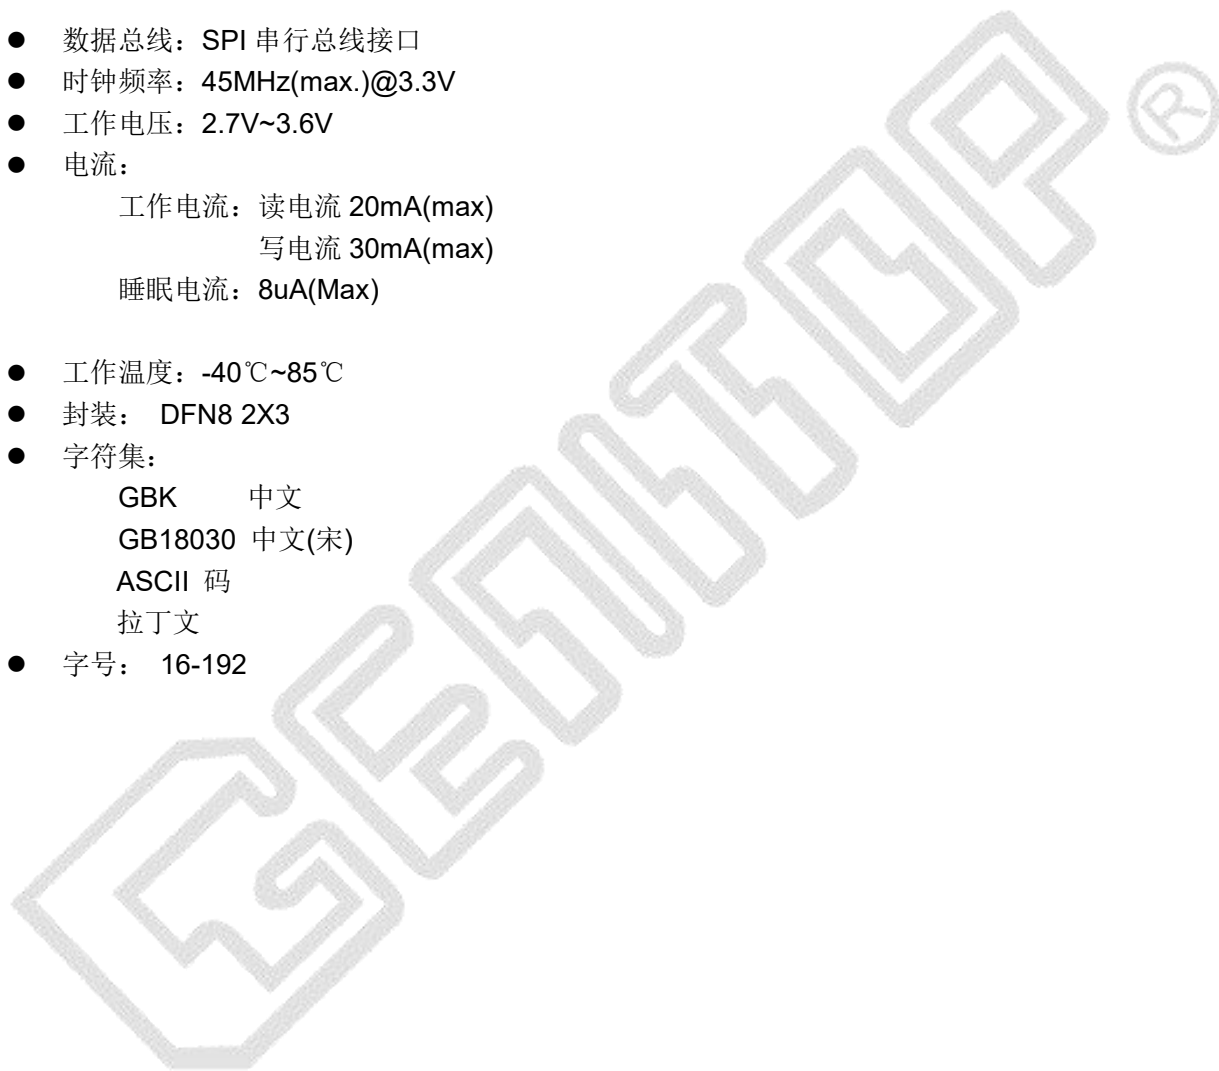 ● 数据总线：SPI 串行总线接口
● 时钟频率：45MHz(max.)@3.3V
● 工作电压：2.7V~3.6V
● 电流：
工作电流：读电流 20mA(max)
写电流 30mA(max)
睡眠电流：8uA(Max)
● 工作温度：-40℃~85℃
● 封装： DFN8 2X3
● 字符集：
GBK 中文
GB18030 中文(宋)
ASCII 码
拉丁文
● 字号： 16-192
GENITOP®